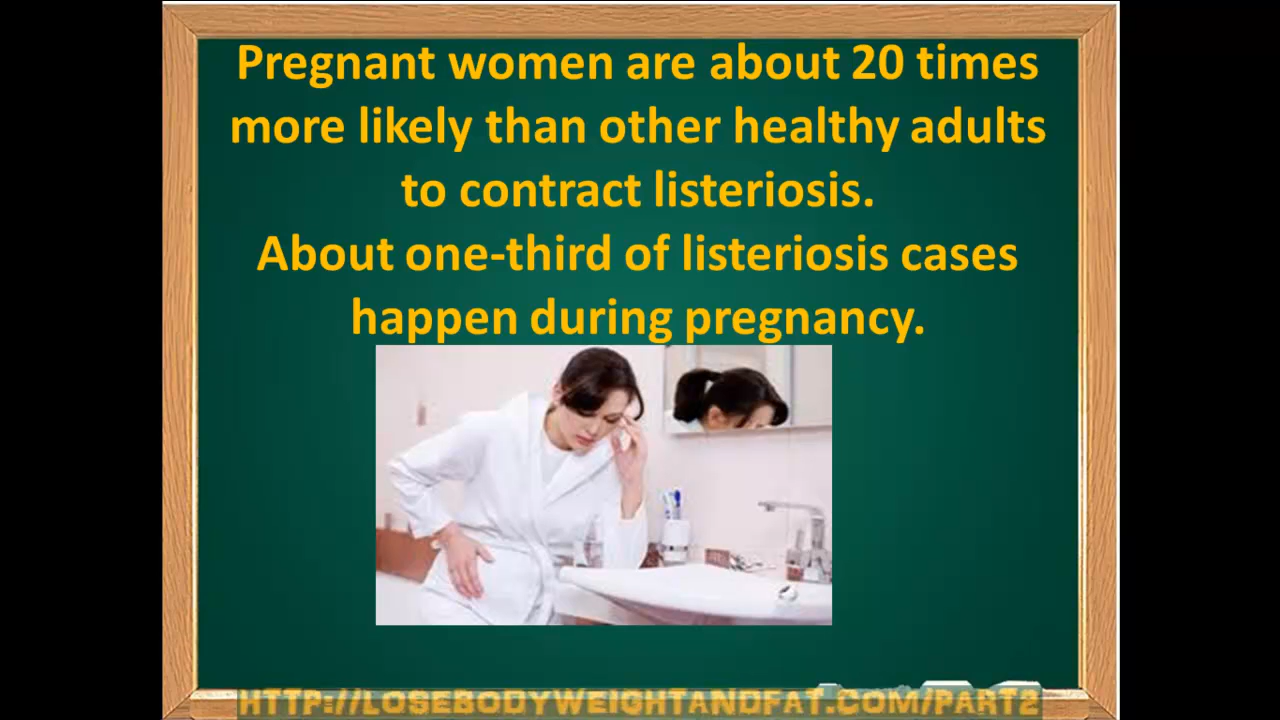 Pregnant women are about 20 times
more likely than other healthy adults
to contract listeriosis.
About one-third of listeriosis cases
happen during pregnancy.
HTTP://LOSEBODYWEIGHTANDFAT.COM/PART2